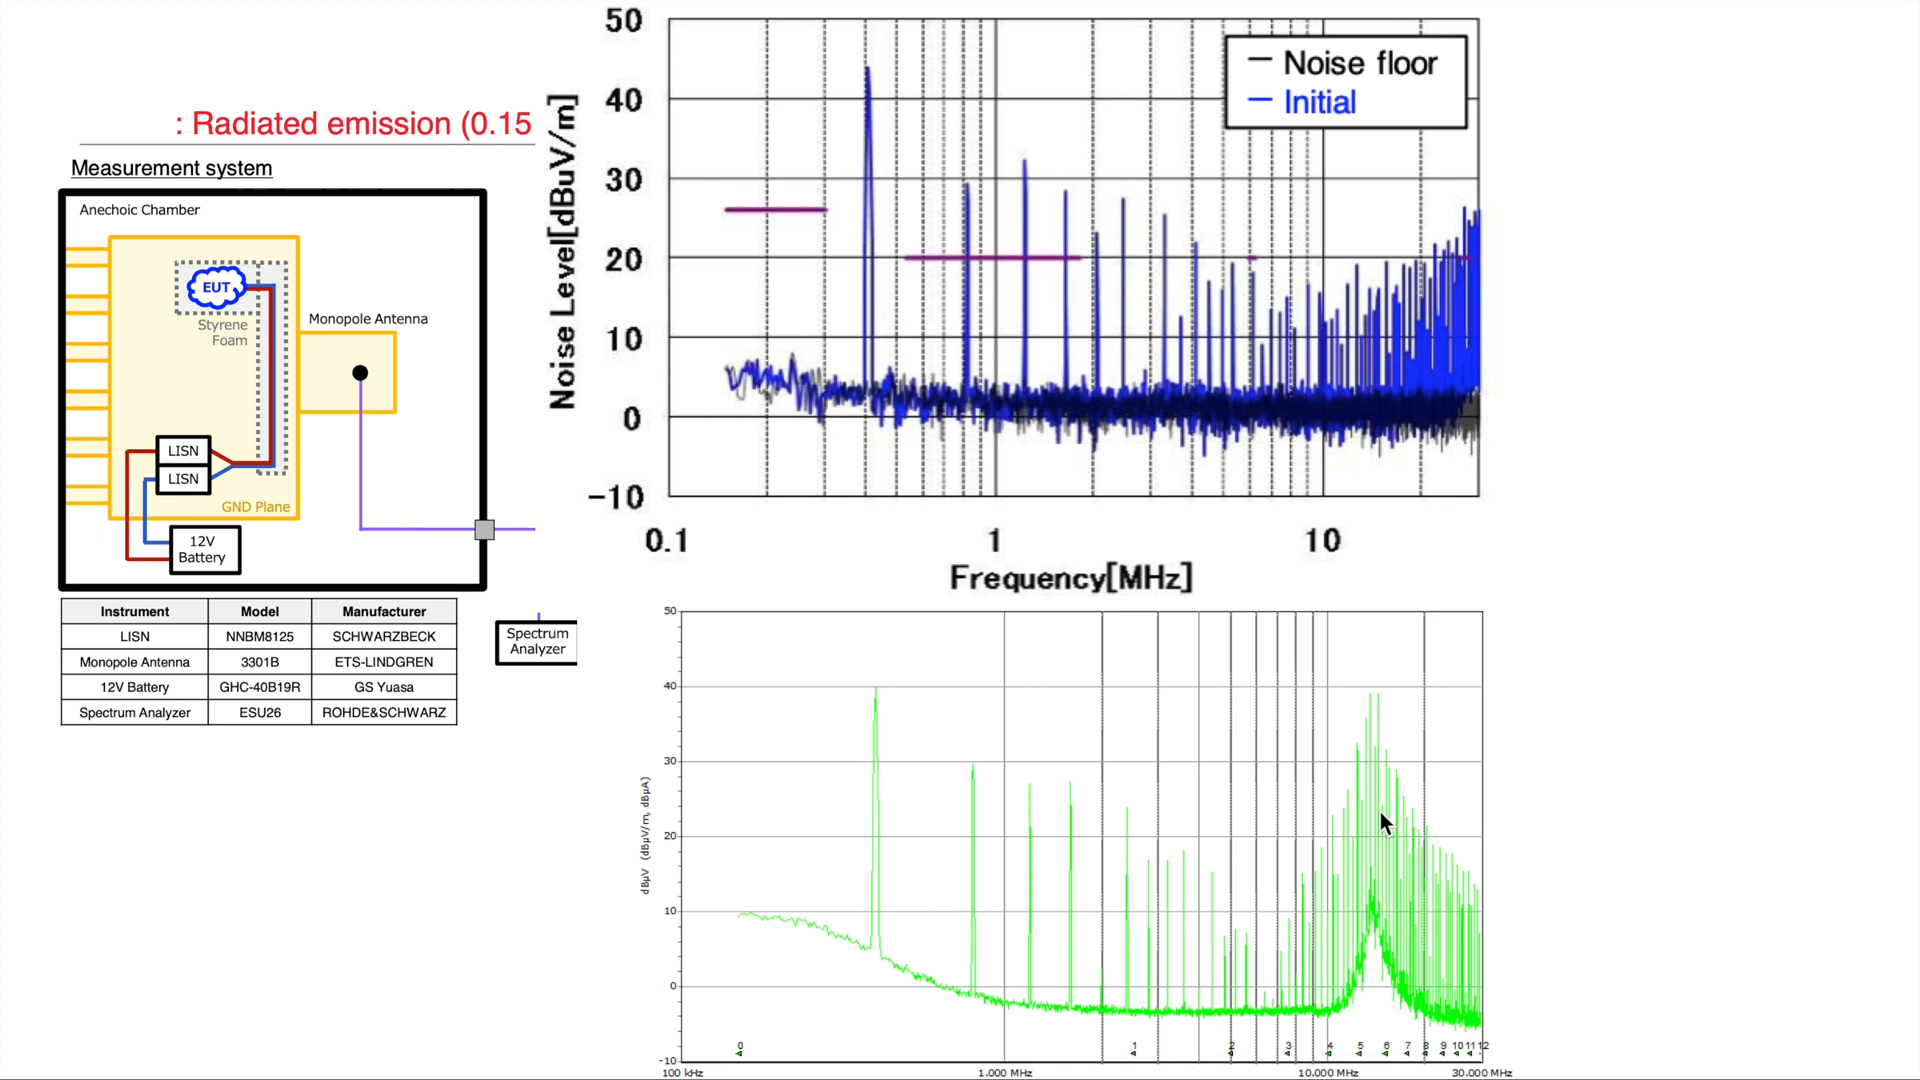 : Radiated emission (0.15
Measurement system
Anechoic Chamber
EUT
Styrene
Foam
Monopole Antenna
LISN
LISN
GND Plane
12V
Battery
Instrument Model Manufacturer
LISN NNBM8125 SCHWARZBECK
Monopole Antenna 3301B ETS-LINDGREN
12V Battery GHC-40B19R GS Yuasa
Spectrum Analyzer ESU26 ROHDE&SCHWARZ
Spectrum
Analyzer
Noise Level[dBuV/m]
50
40
30
20
10
0
-10
Noise floor
Initial
0.1 1 10
Frequency[MHz]
dBµV (dBµV/m, dBµA)
50
40
30
20
10
0
-10
0 1 2 3 4 5 6 7 8 9 10 11 12
100 kHz 1.000 MHz 10.000 MHz 30.000 MHz